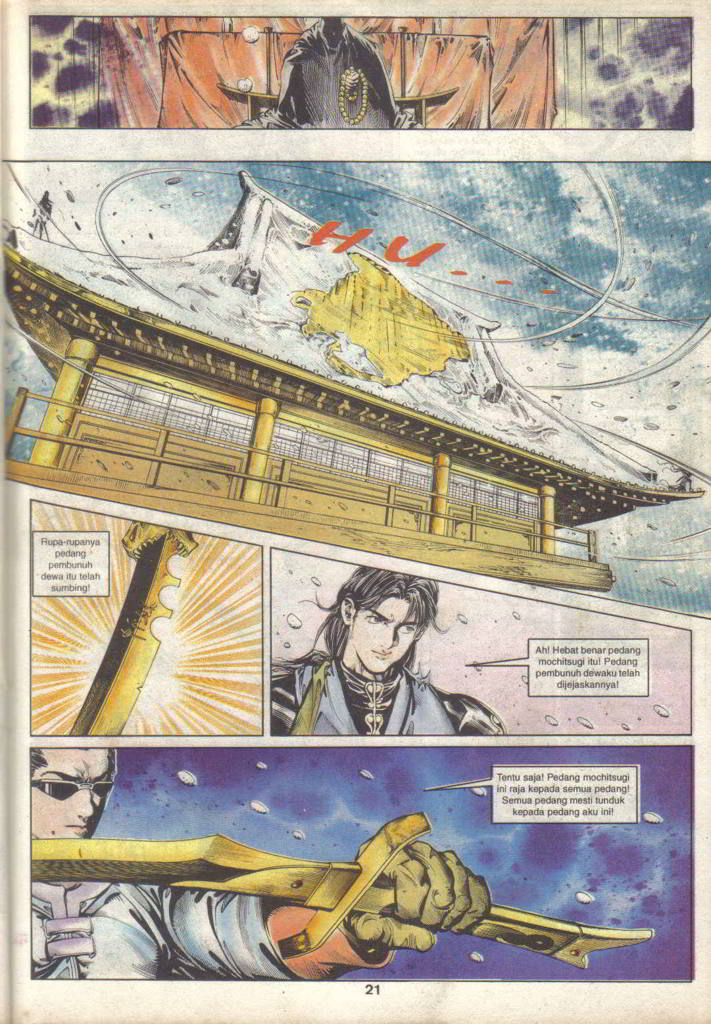 HU...
Rupa-rupanya
pedang
pembunuh
dewa itu telah
sumbing!
Ah! Hebat benar pedang
mochitsugi itu! Pedang
pembunuh dewaku telah
dijejaskannya!
Tentu saja! Pedang mochitsugi
ini raja kepada semua pedang!
Semua pedang mesti tunduk
kepada pedang aku ini!
21